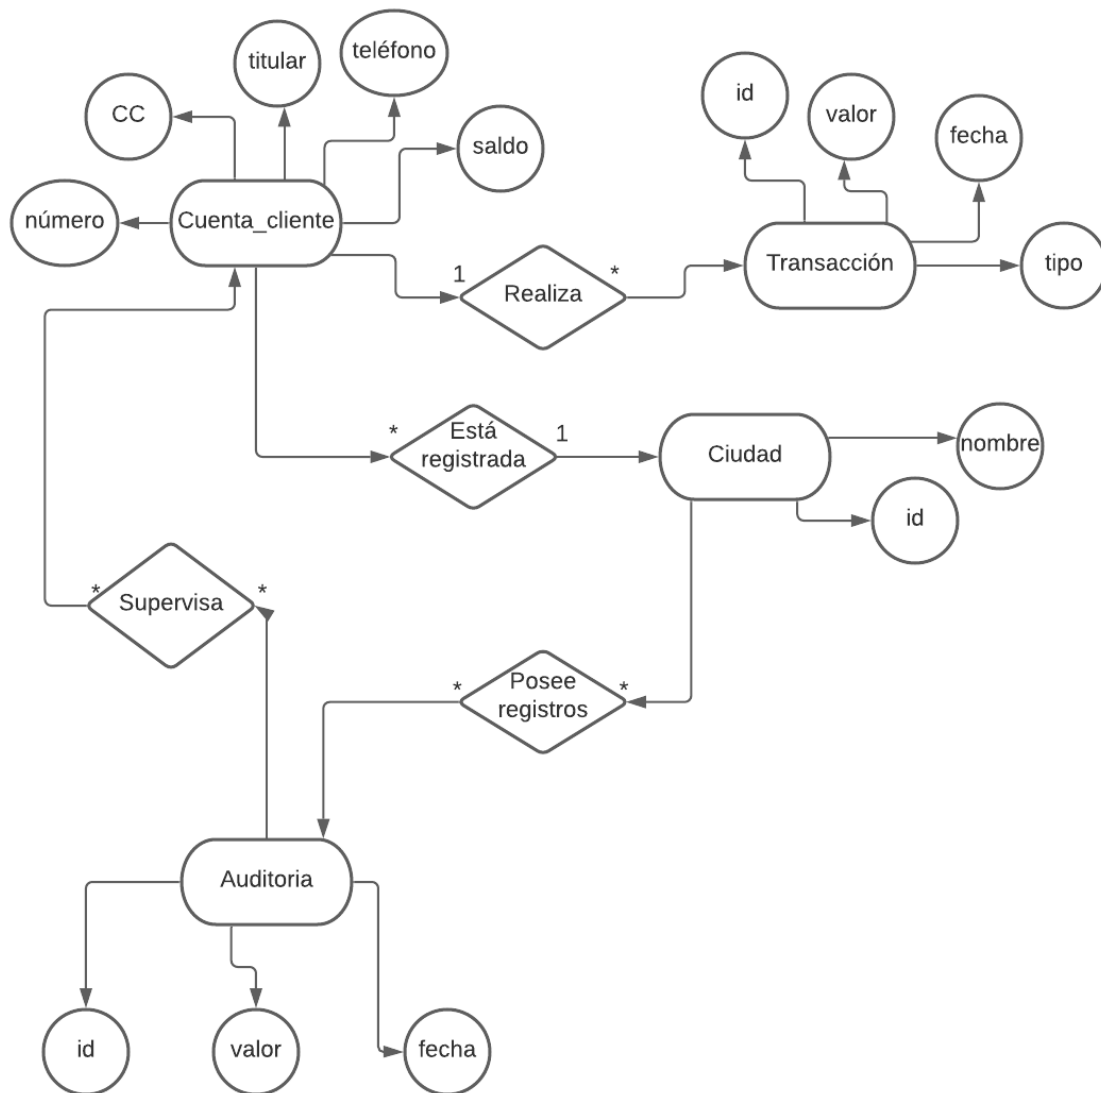 titular
teléfono
CC
saldo
número
Cuenta_cliente
id
valor
fecha
Transacción
tipo
1
Realiza
*
*
Está
registrada
1
Ciudad
nombre
id
*
Supervisa
*
*
Posee
registros
*
Auditoria
id
valor
fecha